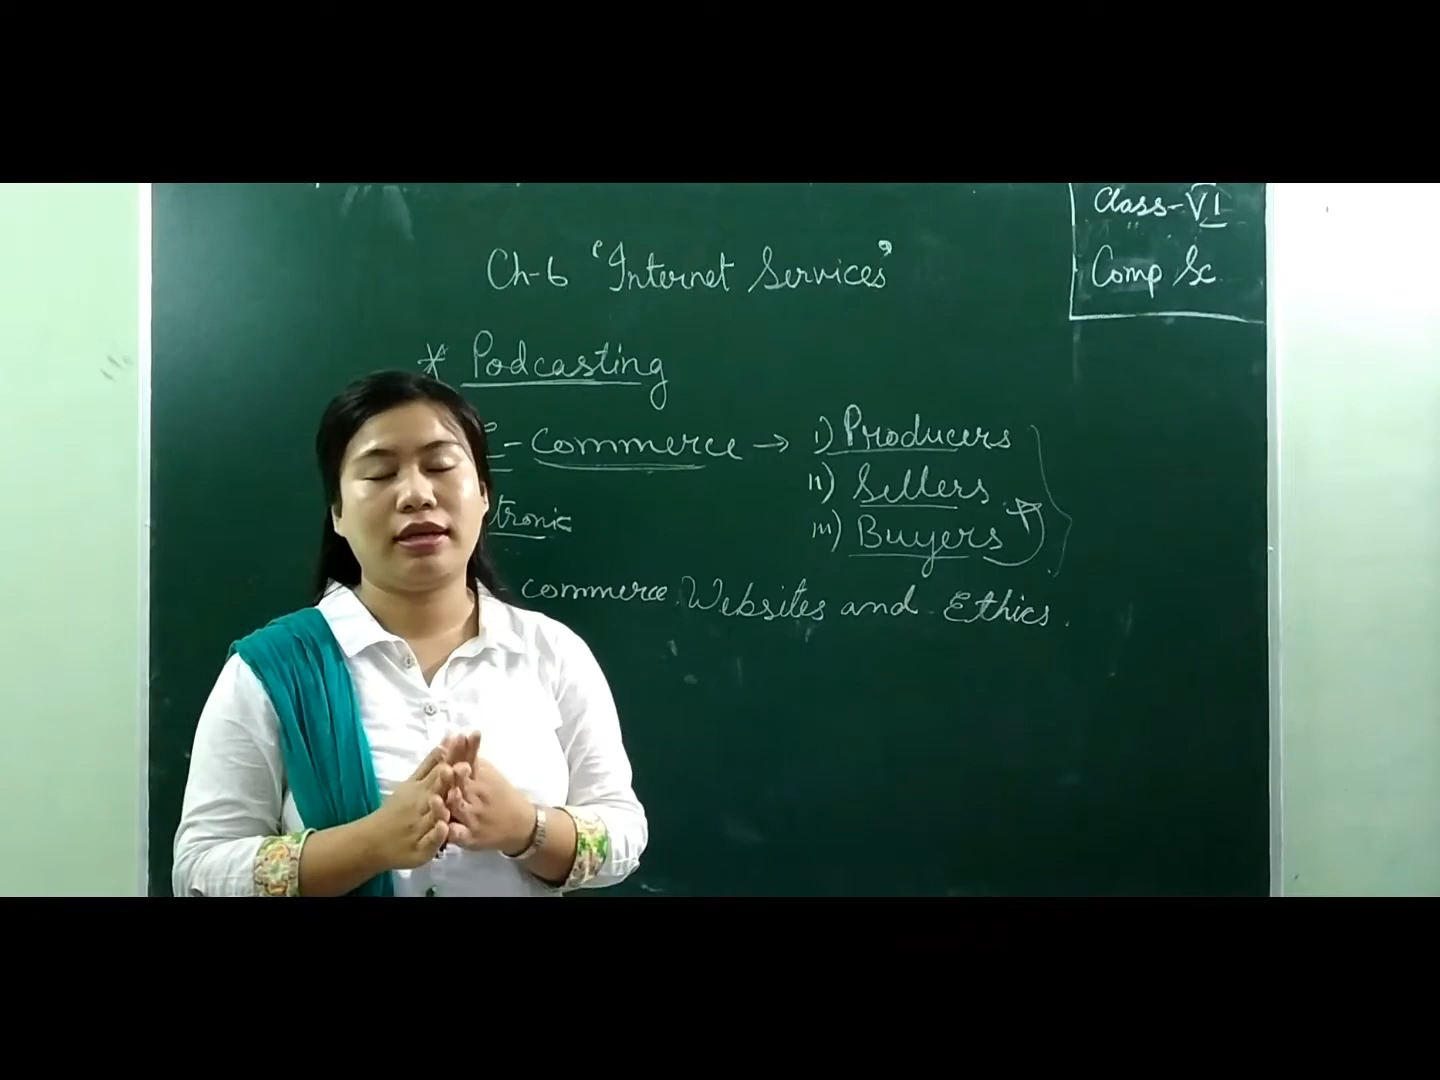 Class-VI
Comp Sc
Ch-6 "Internet Services"
* Podcasting
E-commerce → i) Producers
ii) Sellers
iii) Buyers
tronic
commerce Websites and Ethics.